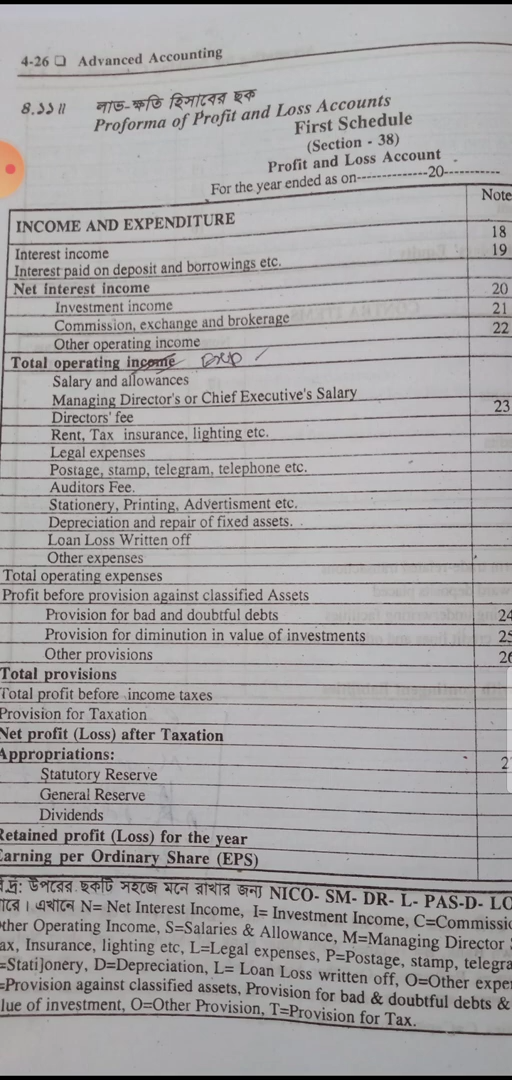 4-26 ❑ Advanced Accounting
৪.১১॥ লাভ-ক্ষতি হিসাবের ছক
Proforma of Profit and Loss Accounts
First Schedule
(Section - 38)
Profit and Loss Account
For the year ended as on--------------20-----------
Note
INCOME AND EXPENDITURE
Interest income 18
Interest paid on deposit and borrowings etc. 19
Net interest income
Investment income 20
Commission, exchange and brokerage 21
Other operating income 22
Total operating income
Salary and allowances
Managing Director's or Chief Executive's Salary
Directors' fee 23
Rent, Tax insurance, lighting etc.
Legal expenses
Postage, stamp, telegram, telephone etc.
Auditors Fee.
Stationery, Printing, Advertisment etc.
Depreciation and repair of fixed assets.
Loan Loss Written off
Other expenses
Total operating expenses
Profit before provision against classified Assets
Provision for bad and doubtful debts 24
Provision for diminution in value of investments 25
Other provisions 26
Total provisions
Total profit before income taxes
Provision for Taxation
Net profit (Loss) after Taxation
Appropriations: 2
Statutory Reserve
General Reserve
Dividends
Retained profit (Loss) for the year
Earning per Ordinary Share (EPS)
উপরের ছকটি সহজে মনে রাখার জন্য NICO- SM- DR- L- PAS-D- LO
পারে। এখানে N= Net Interest Income, I= Investment Income, C=Commissio
ther Operating Income, S=Salaries & Allowance, M=Managing Director
ax, Insurance, lighting etc, L=Legal expenses, P=Postage, stamp, telegra
=Stati]onery, D=Depreciation, L= Loan Loss written off, O=Other expe
=Provision against classified assets, Provision for bad & doubtful debts &
lue of investment, O=Other Provision, T=Provision for Tax.